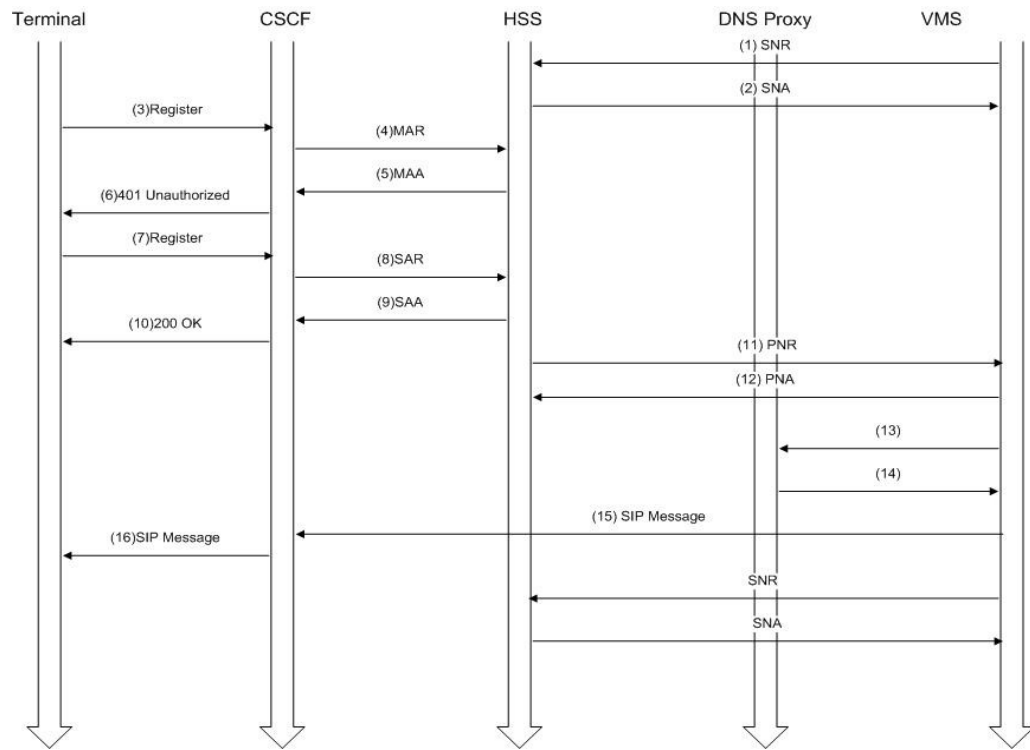 Terminal
CSCF
HSS
DNS Proxy
VMS
(1) SNR
(2) SNA
(3)Register
(4)MAR
(5)MAA
(6)401 Unauthorized
(7)Register
(8)SAR
(9)SAA
(10)200 OK
(11) PNR
(12) PNA
(13)
(14)
(15) SIP Message
(16)SIP Message
SNR
SNA